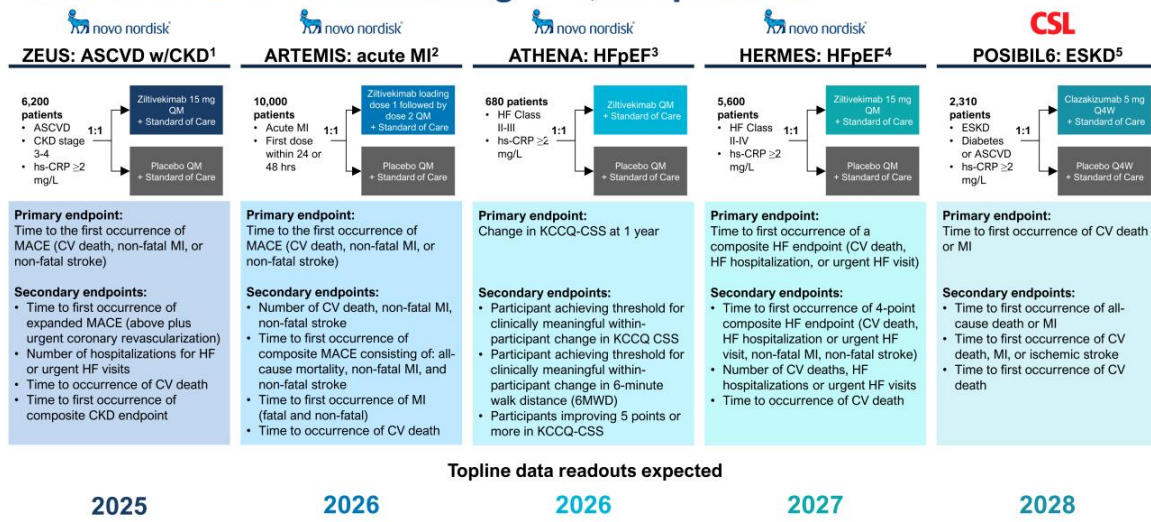 novo nordisk®
ZEUS: ASCVD w/CKD¹
6,200
patients
• ASCVD
• CKD stage
3-4
• hs-CRP ≥2
mg/L
1:1
Ziltivekimab 15 mg
QM
+ Standard of Care
Placebo QM
+ Standard of Care
Primary endpoint:
Time to the first occurrence of
MACE (CV death, non-fatal MI, or
non-fatal stroke)
Secondary endpoints:
• Time to first occurrence of
expanded MACE (above plus
urgent coronary revascularization)
• Number of hospitalizations for HF
or urgent HF visits
• Time to occurrence of CV death
• Time to first occurrence of
composite CKD endpoint
novo nordisk®
ARTEMIS: acute MI²
10,000
patients
• Acute MI
• First dose
within 24 or
48 hrs
1:1
Ziltivekimab loading
dose 1 followed by
dose 2 QM
+ Standard of Care
Placebo QM
+ Standard of Care
Primary endpoint:
Time to the first occurrence of
MACE (CV death, non-fatal MI, or
non-fatal stroke)
Secondary endpoints:
• Number of CV death, non-fatal MI,
non-fatal stroke
• Time to first occurrence of
composite MACE consisting of: all-
cause mortality, non-fatal MI, and
non-fatal stroke
• Time to first occurrence of MI
(fatal and non-fatal)
• Time to occurrence of CV death
novo nordisk®
ATHENA: HFpEF³
680 patients
• HF Class
II-III
• hs-CRP ≥2
mg/L
1:1
Ziltivekimab QM
+ Standard of Care
Placebo QM
+ Standard of Care
Primary endpoint:
Change in KCCQ-CSS at 1 year
Secondary endpoints:
• Participant achieving threshold for
clinically meaningful within-
participant change in KCCQ CSS
• Participant achieving threshold for
clinically meaningful within-
participant change in 6-minute
walk distance (6MWD)
• Participants improving 5 points or
more in KCCQ-CSS
novo nordisk®
HERMES: HFpEF⁴
5,600
patients
• HF Class
II-IV
• hs-CRP ≥2
mg/L
1:1
Ziltivekimab 15 mg
QM
+ Standard of Care
Placebo QM
+ Standard of Care
Primary endpoint:
Time to first occurrence of a
composite HF endpoint (CV death,
HF hospitalization, or urgent HF visit)
Secondary endpoints:
• Time to first occurrence of 4-point
composite HF endpoint (CV death,
HF hospitalization or urgent HF
visit, non-fatal MI, non-fatal stroke)
• Number of CV deaths, HF
hospitalizations or urgent HF visits
• Time to occurrence of CV death
CSL
POSIBIL6: ESKD⁵
2,310
patients
• ESKD
• Diabetes
or ASCVD
• hs-CRP ≥2
mg/L
1:1
Clazakizumab 5 mg
Q4W
+ Standard of Care
Placebo Q4W
+ Standard of Care
Primary endpoint:
Time to first occurrence of CV death
or MI
Secondary endpoints:
• Time to first occurrence of all-
cause death or MI
• Time to first occurrence of CV
death, MI, or ischemic stroke
• Time to first occurrence of CV
death
Topline data readouts expected
2025
2026
2026
2027
2028